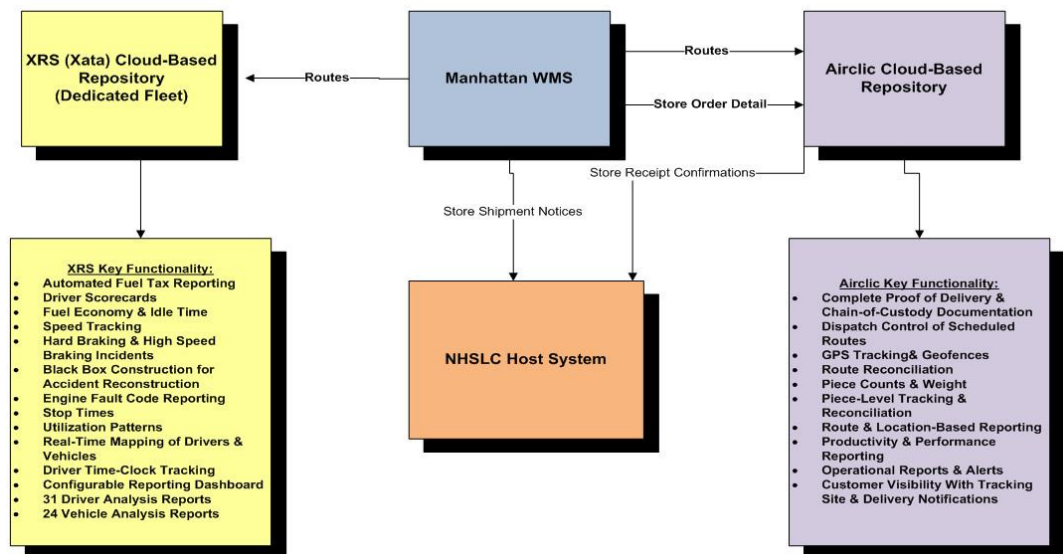 XRS (Xata) Cloud-Based
Repository
(Dedicated Fleet)
Routes
Manhattan WMS
Routes
Store Order Detail
Airclic Cloud-Based
Repository
Store Receipt Confirmations
Store Shipment Notices
XRS Key Functionality:
• Automated Fuel Tax Reporting
• Driver Scorecards
• Fuel Economy & Idle Time
• Speed Tracking
• Hard Braking & High Speed
Braking Incidents
• Black Box Construction for
Accident Reconstruction
• Engine Fault Code Reporting
• Stop Times
• Utilization Patterns
• Real-Time Mapping of Drivers &
Vehicles
• Driver Time-Clock Tracking
• Configurable Reporting Dashboard
• 31 Driver Analysis Reports
• 24 Vehicle Analysis Reports
NHSLC Host System
Airclic Key Functionality:
• Complete Proof of Delivery &
Chain-of-Custody Documentation
• Dispatch Control of Scheduled
Routes
• GPS Tracking& Geofences
• Route Reconciliation
• Piece Counts & Weight
• Piece-Level Tracking &
Reconciliation
• Route & Location-Based Reporting
• Productivity & Performance
Reporting
• Operational Reports & Alerts
• Customer Visibility With Tracking
Site & Delivery Notifications